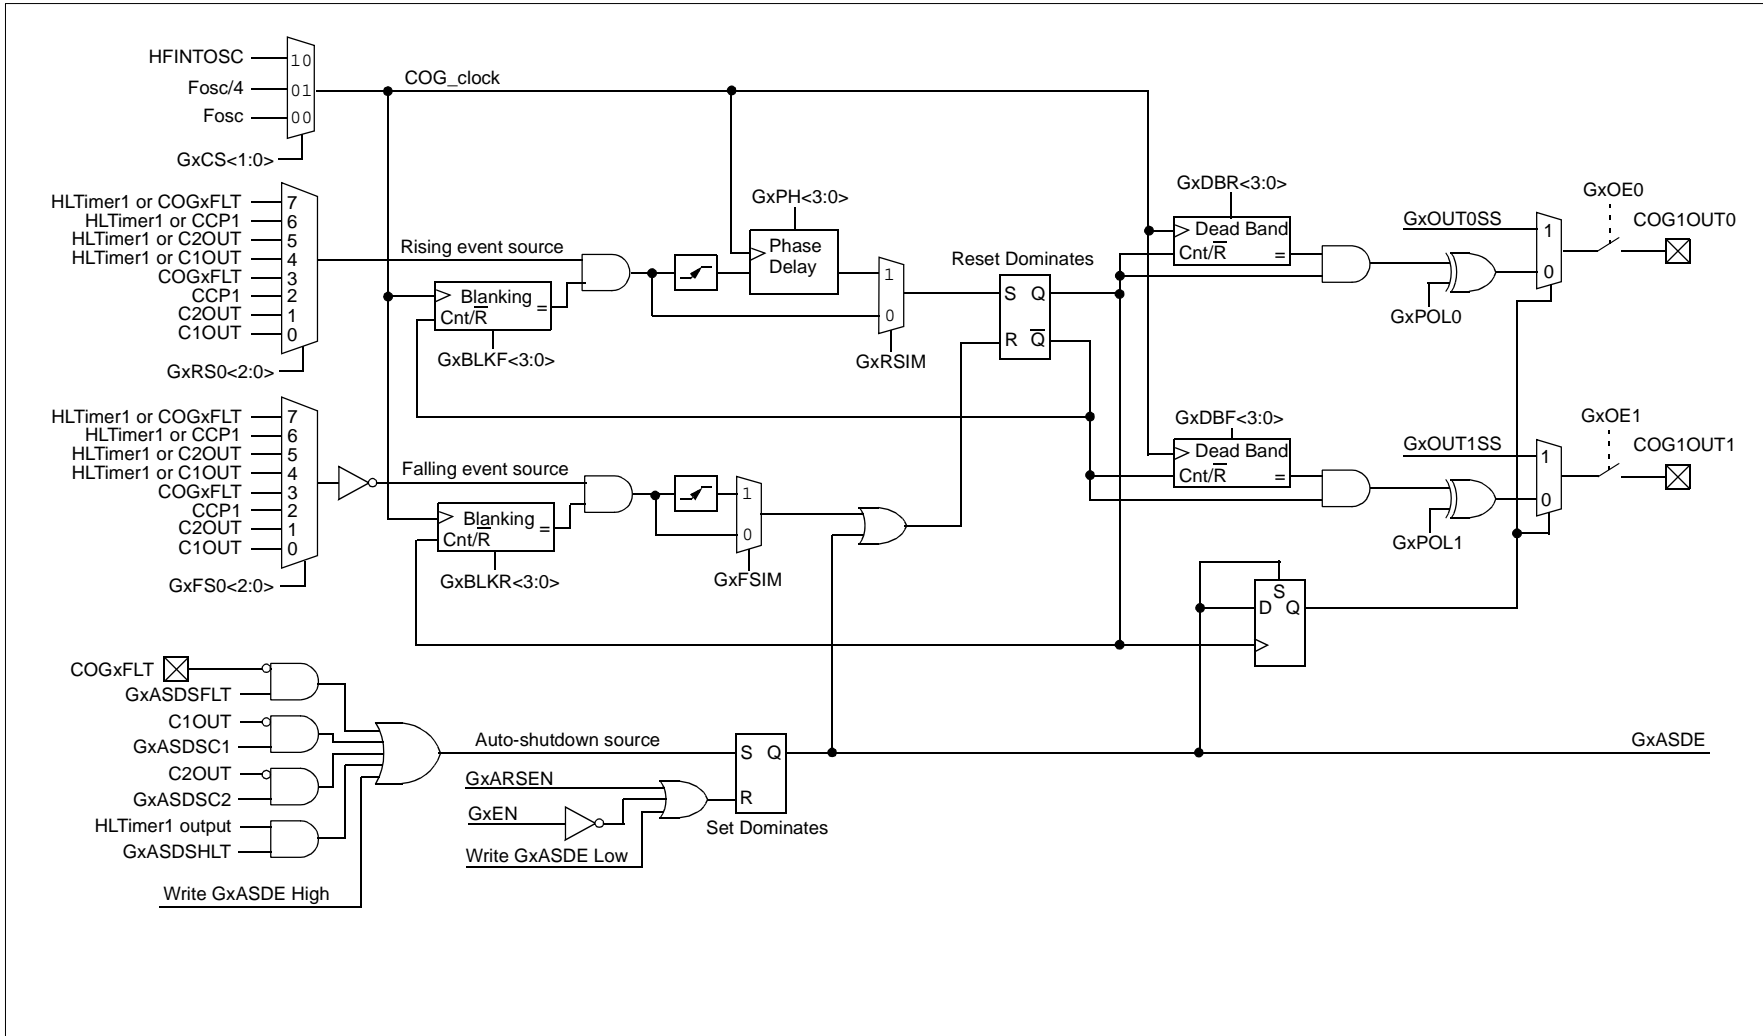 HFINTOSC
10
Fosc/4
01
Fosc
00
GxCS<1:0>
COG_clock
HLTimer1 or COGxFLT
7
HLTimer1 or CCP1
6
HLTimer1 or C2OUT
5
HLTimer1 or C1OUT
4
COGxFLT
3
CCP1
2
C2OUT
1
C1OUT
0
GxRS0<2:0>
Rising event source
Blanking
Cnt/R
=
GxBLKF<3:0>
GxPH<3:0>
Phase
Delay
1
0
GxRSIM
Reset Dominates
S Q
R Q
GxDBR<3:0>
Dead Band
Cnt/R
=
GxPOL0
GxOUT0SS
1
0
GxOE0
COG1OUT0
HLTimer1 or COGxFLT
7
HLTimer1 or CCP1
6
HLTimer1 or C2OUT
5
HLTimer1 or C1OUT
4
COGxFLT
3
CCP1
2
C2OUT
1
C1OUT
0
GxFS0<2:0>
Falling event source
Blanking
Cnt/R
=
GxBLKR<3:0>
1
0
GxFSIM
GxDBF<3:0>
Dead Band
Cnt/R
=
GxPOL1
GxOUT1SS
1
0
GxOE1
COG1OUT1
S
D Q
COGxFLT
GxASDSFLT
C1OUT
GxASDSC1
C2OUT
GxASDSC2
HLTimer1 output
GxASDSHLT
Write GxASDE High
Auto-shutdown source
GxARSEN
GxEN
Write GxASDE Low
S Q
R
Set Dominates
GxASDE